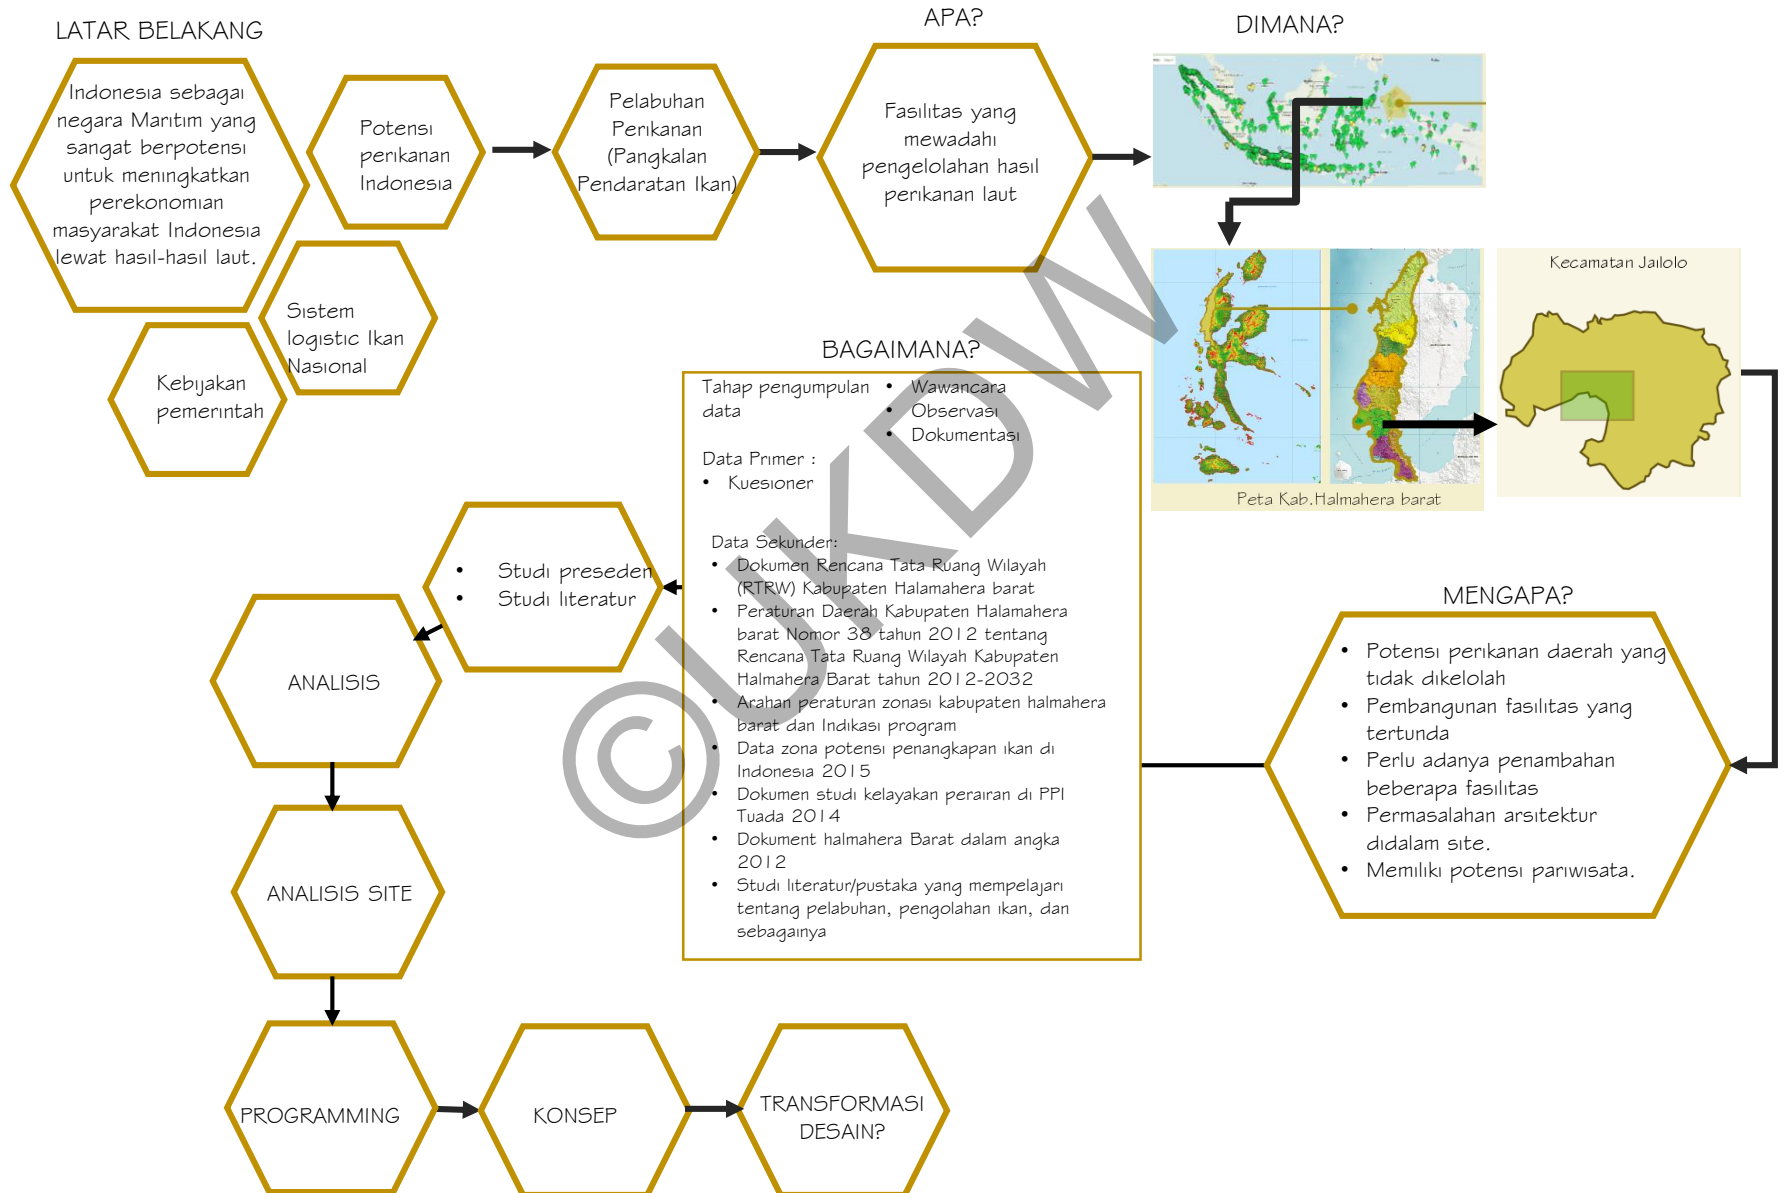 LATAR BELAKANG
Indonesia sebagai
negara Maritim yang
sangat berpotensi
untuk meningkatkan
perekonomian
masyarakat Indonesia
lewat hasil-hasil laut.
Potensi
perikanan
Indonesia
Sistem
logistic Ikan
Nasional
Kebijakan
pemerintah
Pelabuhan
Perikanan
(Pangkalan
Pendaratan Ikan)
APA?
Fasilitas yang
mewadahi
pengelolahan hasil
perikanan laut
DIMANA?
Peta Kab.Halmahera barat
Kecamatan Jailolo
MENGAPA?
• Potensi perikanan daerah yang
tidak dikelolah
• Pembangunan fasilitas yang
tertunda
• Perlu adanya penambahan
beberapa fasilitas
• Permasalahan arsitektur
didalam site.
• Memiliki potensi pariwisata.
BAGAIMANA?
Tahap pengumpulan
data
• Wawancara
• Observasi
• Dokumentasi
Data Primer :
• Kuesioner
Data Sekunder:
• Dokumen Rencana Tata Ruang Wilayah
(RTRW) Kabupaten Halamahera barat
• Peraturan Daerah Kabupaten Halamahera
barat Nomor 38 tahun 2012 tentang
Rencana Tata Ruang Wilayah Kabupaten
Halmahera Barat tahun 2012-2032
• Arahan peraturan zonasi kabupaten halmahera
barat dan Indikasi program
• Data zona potensi penangkapan ikan di
Indonesia 2015
• Dokumen studi kelayakan perairan di PPI
Tuada 2014
• Dokument halmahera Barat dalam angka
2012
• Studi literatur/pustaka yang mempelajari
tentang pelabuhan, pengolahan ikan, dan
sebagainya
• Studi preseden
• Studi literatur
ANALISIS
ANALISIS SITE
PROGRAMMING
KONSEP
TRANSFORMASI
DESAIN?
©UKDW